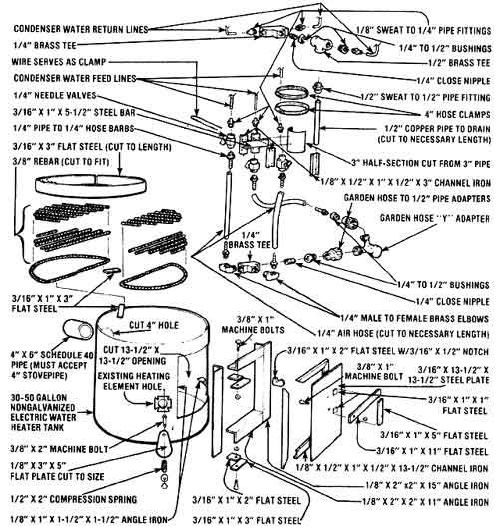 CONDENSER WATER RETURN LINES
1/4" BRASS TEE
WIRE SERVES AS CLAMP
CONDENSER WATER FEED LINES
1/4" NEEDLE VALVES
3/16" X 1" X 5-1/2" STEEL BAR
1/4" PIPE TO 1/4" HOSE BARBS
3/16" X 3" FLAT STEEL (CUT TO LENGTH)
3/8" REBAR (CUT TO FIT)
1/8" SWEAT TO 1/4" PIPE FITTINGS
1/4" TO 1/2" BUSHINGS
1/2" BRASS TEE
1/4" CLOSE NIPPLE
1/2" SWEAT TO 1/2" PIPE FITTING
4" HOSE CLAMPS
1/2" COPPER PIPE TO DRAIN
(CUT TO NECESSARY LENGTH)
3" HALF-SECTION CUT FROM 3" PIPE
1/8" X 1/2" X 1" X 1/2" X 3" CHANNEL IRON
GARDEN HOSE TO 1/2" PIPE ADAPTERS
GARDEN HOSE "Y" ADAPTER
1/4"
BRASS TEE
1/4" TO 1/2" BUSHINGS
1/4" CLOSE NIPPLE
1/4" MALE TO FEMALE BRASS ELBOWS
1/4" AIR HOSE (CUT TO NECESSARY LENGTH)
3/16" X 1" X 3"
FLAT STEEL
CUT 4" HOLE
4" X 6" SCHEDULE 40
PIPE (MUST ACCEPT
4" STOVEPIPE)
CUT 13-1/2" X
13-1/2" OPENING
EXISTING HEATING
ELEMENT HOLE
30-50 GALLON
NONGALVANIZED
ELECTRIC WATER
HEATER TANK
3/8" X 2" MACHINE BOLT
1/8" X 3" X 5"
FLAT PLATE CUT TO SIZE
1/2" X 2" COMPRESSION SPRING
1/8" X 1" X 1-1/2" X 1-1/2" ANGLE IRON
3/8" X 1"
MACHINE BOLTS
3/16" X 1" X 2" FLAT STEEL W/3/16" X 1/2" NOTCH
3/8" X 1"
MACHINE BOLT
3/16" X 13-1/2" X
13-1/2" STEEL PLATE
3/16" X 1" X 1"
FLAT STEEL
3/16" X 1" X 5" FLAT STEEL
3/16" X 1" X 11" FLAT STEEL
1/8" X 1/2" X 1" X 1/2" X 13-1/2" CHANNEL IRON
1/8" X 2" x2" X 15" ANGLE IRON
3/16" X 1" X 2" FLAT STEEL
1/8" X 2" X 2" X 11" ANGLE IRON
3/16" X 1" X 3" FLAT STEEL